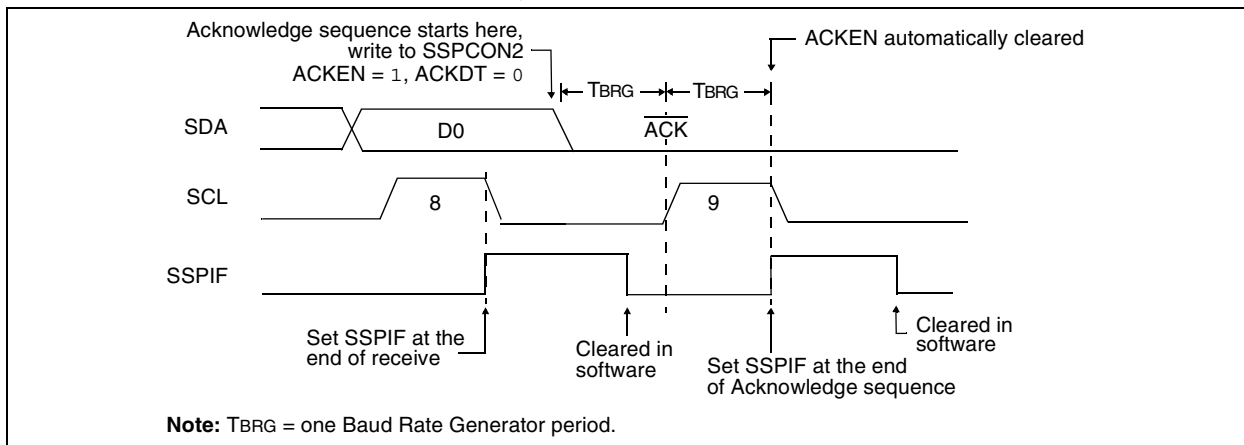 Acknowledge sequence starts here,
write to SSPCON2
ACKEN = 1, ACKDT = 0
ACKEN automatically cleared
TBRG
TBRG
SDA
D0
ACK
SCL
8
9
SSPIF
Set SSPIF at the
end of receive
Cleared in
software
Set SSPIF at the end
of Acknowledge sequence
Cleared in
software
Note: TBRG = one Baud Rate Generator period.